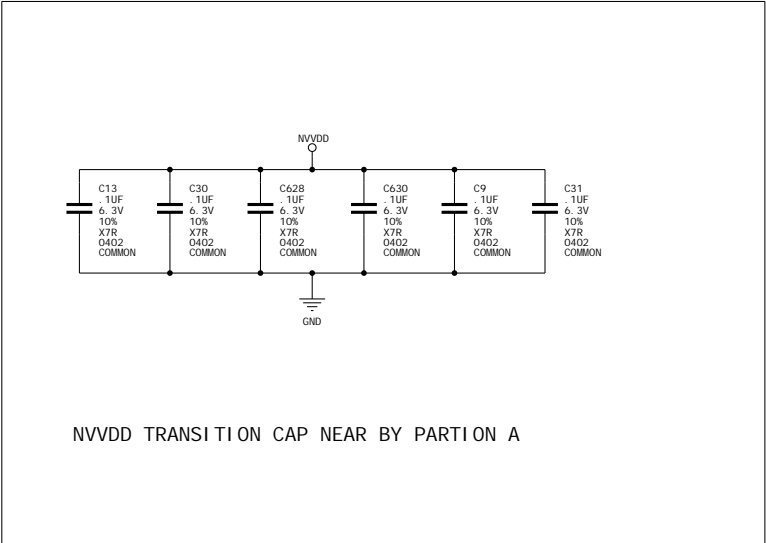 NVVDD
C13
.1UF
6.3V
10%
X7R
0402
COMMON
C30
.1UF
6.3V
10%
X7R
0402
COMMON
C628
.1UF
6.3V
10%
X7R
0402
COMMON
C630
.1UF
6.3V
10%
X7R
0402
COMMON
C9
.1UF
6.3V
10%
X7R
0402
COMMON
C31
.1UF
6.3V
10%
X7R
0402
COMMON
GND
NVVDD TRANSITION CAP NEAR BY PARTION A